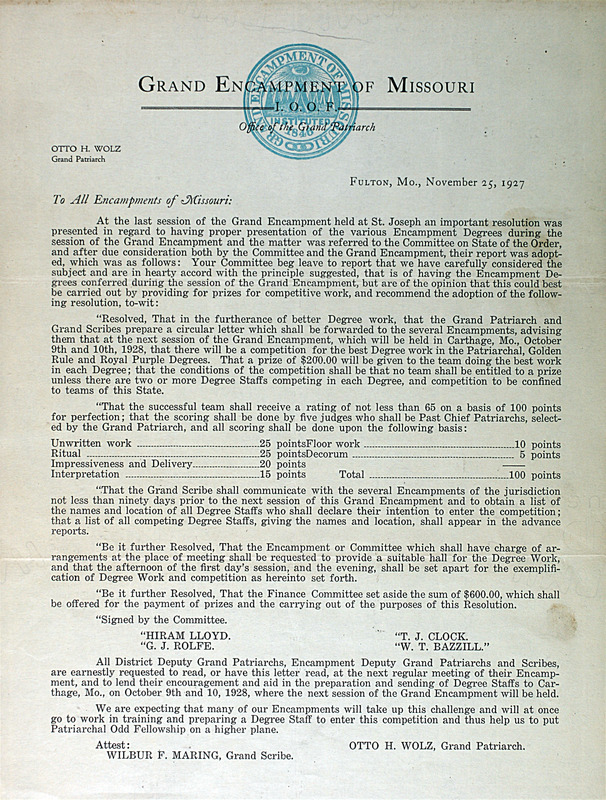 GRAND ENCAMPMENT OF MISSOURI
I. O. O. F.
Office of the Grand Patriarch
GRAND ENCAMPMENT OF MISSOURI
INSTITUTED
I.O.O.F.
OTTO H. WOLZ
Grand Patriarch
FULTON, MO., November 25, 1927
To All Encampments of Missouri:
At the last session of the Grand Encampment held at St. Joseph an important resolution was
presented in regard to having proper presentation of the various Encampment Degrees during the
session of the Grand Encampment and the matter was referred to the Committee on State of the Order,
and after due consideration both by the Committee and the Grand Encampment, their report was adopt-
ed, which was as follows: Your Committee beg leave to report that we have carefully considered the
subject and are in hearty accord with the principle suggested, that is of having the Encampment De-
grees conferred during the session of the Grand Encampment, but are of the opinion that this could best
be carried out by providing for prizes for competitive work, and recommend the adoption of the follow-
ing resolution, to-wit:
"Resolved, That in the furtherance of better Degree work, that the Grand Patriarch and
Grand Scribes prepare a circular letter which shall be forwarded to the several Encampments, advising
them that at the next session of the Grand Encampment, which will be held in Carthage, Mo., October
9th and 10th, 1928, that there will be a competition for the best Degree work in the Patriarchal, Golden
Rule and Royal Purple Degrees. That a prize of $200.00 will be given to the team doing the best work
in each Degree; that the conditions of the competition shall be that no team shall be entitled to a prize
unless there are two or more Degree Staffs competing in each Degree, and competition to be confined
to teams of this State.
"That the successful team shall receive a rating of not less than 65 on a basis of 100 points
for perfection; that the scoring shall be done by five judges who shall be Past Chief Patriarchs, select-
ed by the Grand Patriarch, and all scoring shall be done upon the following basis:
Unwritten work ........ 25 points Floor work ........ 10 points
Ritual ........ 25 points Decorum ........ 5 points
Impressiveness and Delivery ........ 20 points
Interpretation ........ 15 points Total ........ 100 points
"That the Grand Scribe shall communicate with the several Encampments of the jurisdiction
not less than ninety days prior to the next session of this Grand Encampment and to obtain a list of
the names and location of all Degree Staffs who shall declare their intention to enter the competition;
that a list of all competing Degree Staffs, giving the names and location, shall appear in the advance
reports.
"Be it further Resolved, That the Encampment or Committee which shall have charge of ar-
rangements at the place of meeting shall be requested to provide a suitable hall for the Degree Work,
and that the afternoon of the first day's session, and the evening, shall be set apart for the exemplifi-
cation of Degree Work and competition as hereinto set forth.
"Be it further Resolved, That the Finance Committee set aside the sum of $600.00, which shall
be offered for the payment of prizes and the carrying out of the purposes of this Resolution.
"Signed by the Committee.
"HIRAM LLOYD. "T. J. CLOCK.
"G. J. ROLFE. "W. T. BAZZILL."
All District Deputy Grand Patriarchs, Encampment Deputy Grand Patriarchs and Scribes,
are earnestly requested to read, or have this letter read, at the next regular meeting of their Encamp-
ment, and to lend their encouragement and aid in the preparation and sending of Degree Staffs to Car-
thage, Mo., on October 9th and 10, 1928, where the next session of the Grand Encampment will be held.
We are expecting that many of our Encampments will take up this challenge and will at once
go to work in training and preparing a Degree Staff to enter this competition and thus help us to put
Patriarchal Odd Fellowship on a higher plane.
Attest: OTTO H. WOLZ, Grand Patriarch.
WILBUR F. MARING, Grand Scribe.